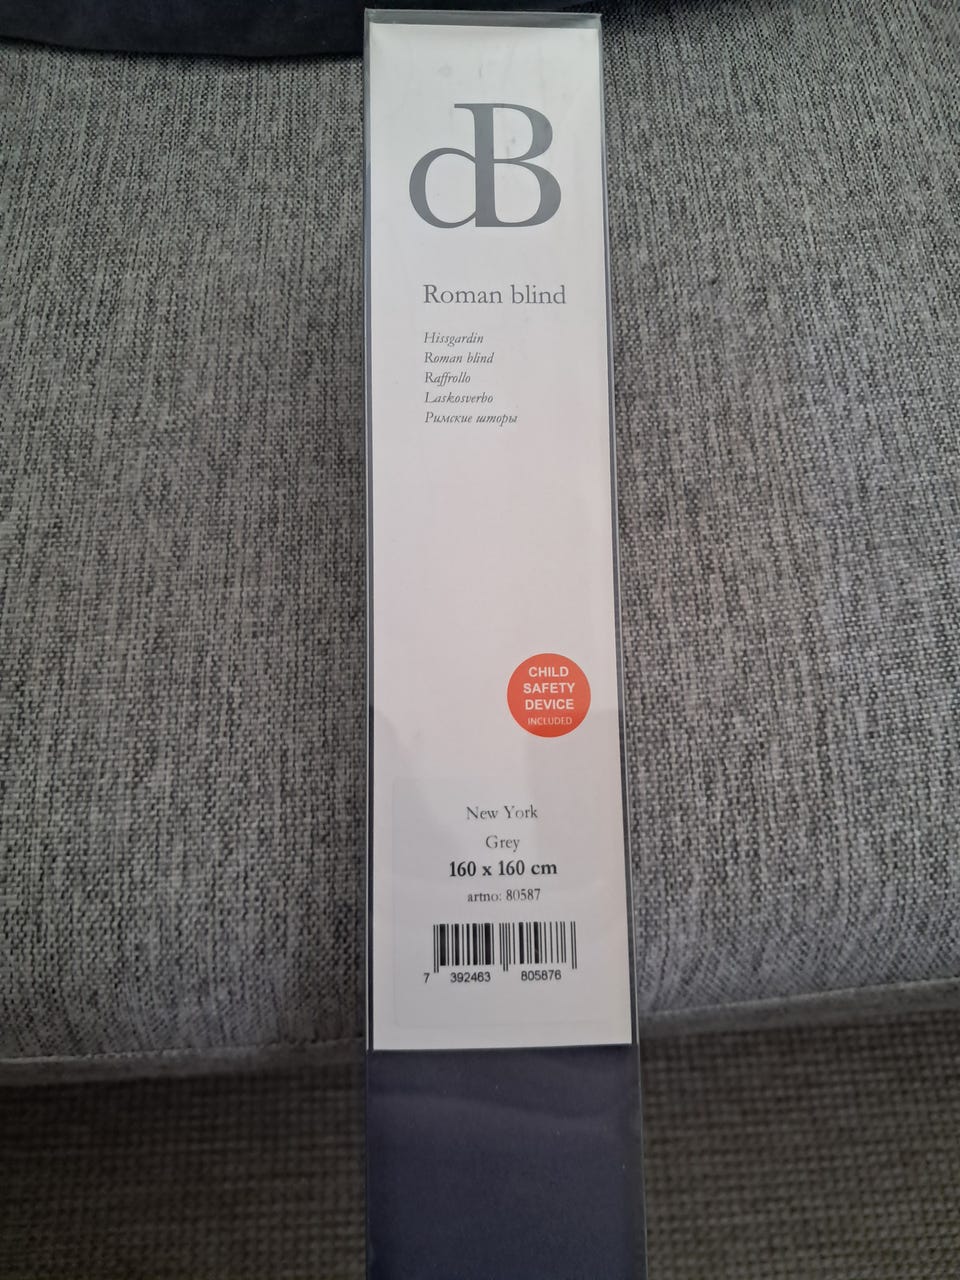 dB
Roman blind
Hissgardin
Roman blind
Raffrollo
Laskosverbo
Римские шторы
CHILD
SAFETY
DEVICE
INCLUDED
New York
Grey
160 x 160 cm
artno: 80587
7 392463 805876